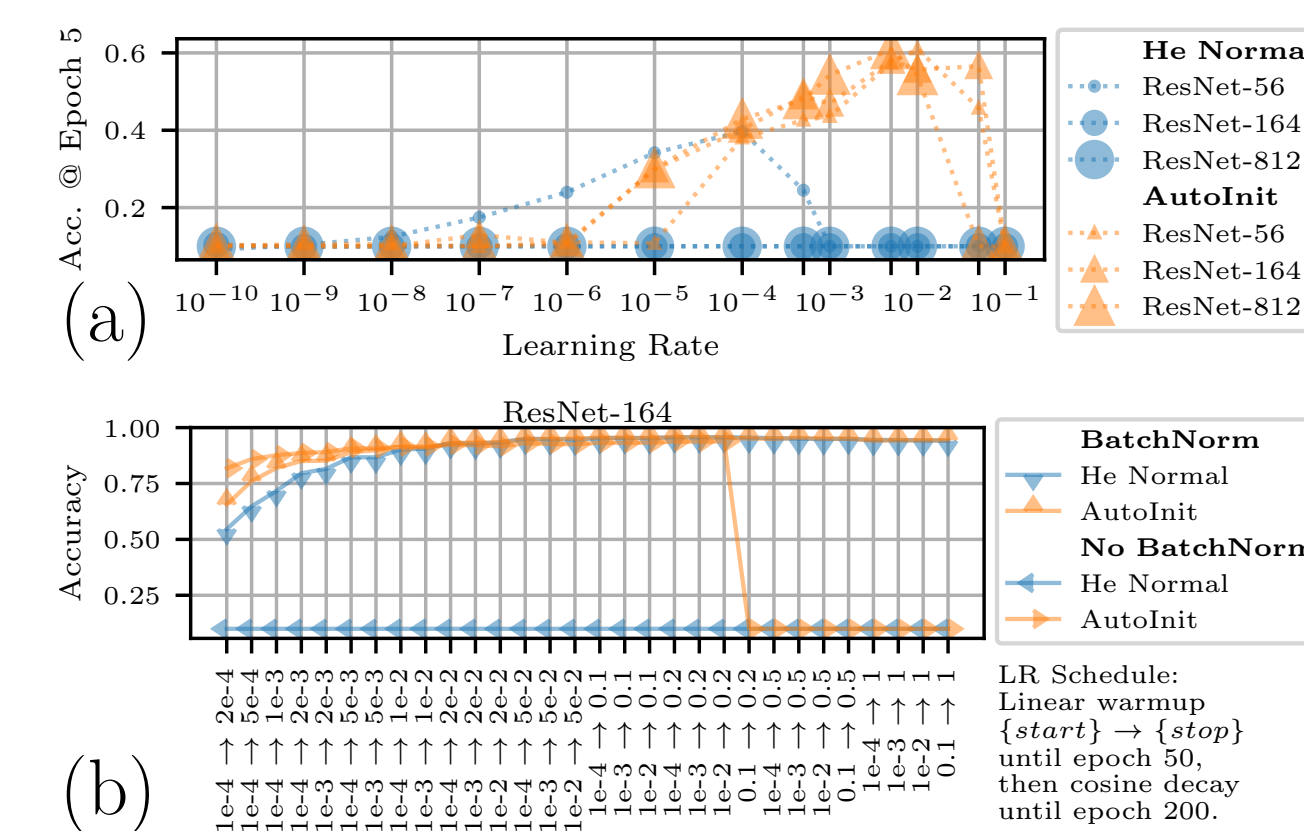 Acc. @ Epoch 5
0.6
0.4
0.2
10⁻¹⁰
10⁻⁹
10⁻⁸
10⁻⁷
10⁻⁶
10⁻⁵
10⁻⁴
10⁻³
10⁻²
10⁻¹
Learning Rate
(a)
He Norma
ResNet-56
ResNet-164
ResNet-812
AutoInit
ResNet-56
ResNet-164
ResNet-812
ResNet-164
Accuracy
1.00
0.75
0.50
0.25
1e-4 → 2e-4
1e-4 → 5e-4
1e-4 → 1e-3
1e-4 → 2e-3
1e-3 → 2e-3
1e-4 → 5e-3
1e-3 → 5e-3
1e-4 → 1e-2
1e-3 → 1e-2
1e-4 → 2e-2
1e-3 → 2e-2
1e-2 → 2e-2
1e-4 → 5e-2
1e-3 → 5e-2
1e-2 → 5e-2
1e-4 → 0.1
1e-3 → 0.1
1e-2 → 0.1
1e-4 → 0.2
1e-3 → 0.2
1e-2 → 0.2
0.1 → 0.2
1e-4 → 0.5
1e-3 → 0.5
1e-2 → 0.5
0.1 → 0.5
1e-4 → 1
1e-3 → 1
1e-2 → 1
0.1 → 1
(b)
BatchNorm
He Normal
AutoInit
No BatchNorm
He Normal
AutoInit
LR Schedule:
Linear warmup
{start} → {stop}
until epoch 50,
then cosine decay
until epoch 200.